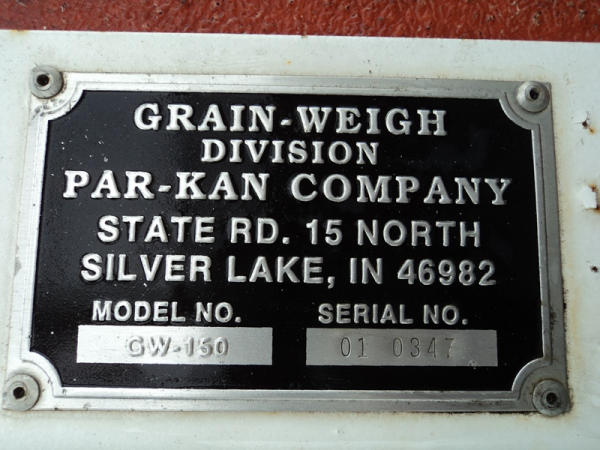 GRAIN-WEIGH
DIVISION
PAR-KAN COMPANY
STATE RD. 15 NORTH
SILVER LAKE, IN 46982
MODEL NO. SERIAL NO.
GW-150 01 0347